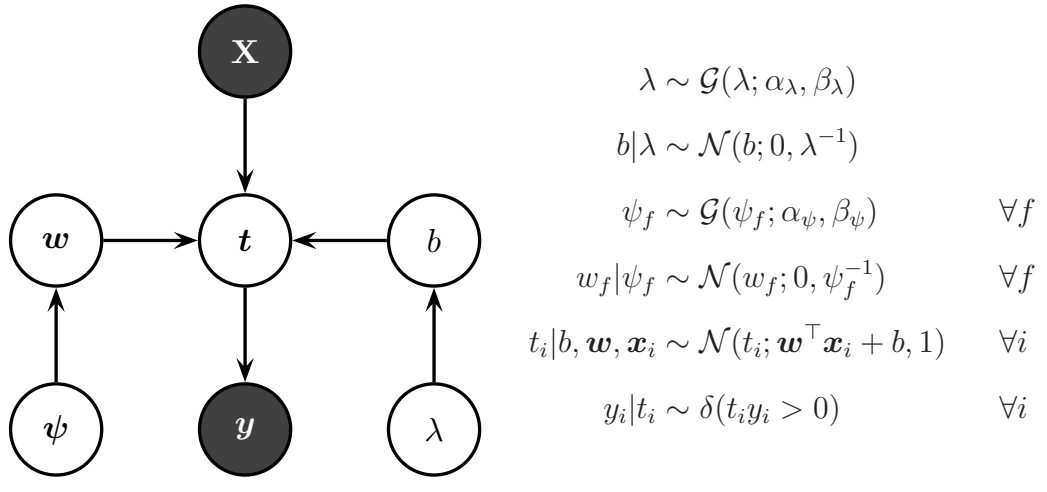 X
w t b
ψ y λ
λ ∼ 𝒢(λ; α_λ, β_λ)
b|λ ∼ 𝒩(b; 0, λ⁻¹)
ψ_f ∼ 𝒢(ψ_f; α_ψ, β_ψ) ∀f
w_f|ψ_f ∼ 𝒩(w_f; 0, ψ_f⁻¹) ∀f
t_i|b, w, x_i ∼ 𝒩(t_i; w^⊤x_i + b, 1) ∀i
y_i|t_i ∼ δ(t_i y_i > 0) ∀i